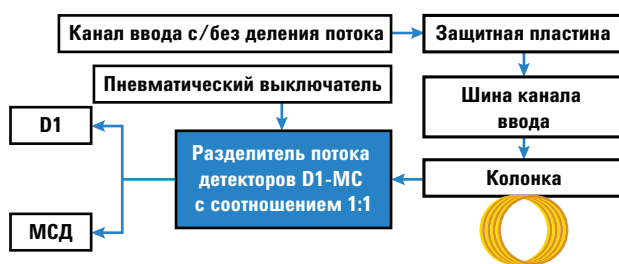 Канал ввода с/без деления потока
Защитная пластина
Пневматический выключатель
Шина канала
ввода
D1
Разделитель потока
детекторов D1-МС
с соотношением 1:1
Колонка
МСД